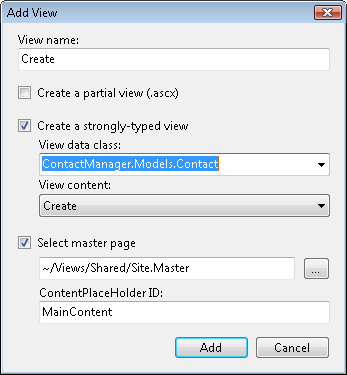 Add View
View name:
Create
Create a partial view (.ascx)
Create a strongly-typed view
View data class:
ContactManager.Models.Contact
View content:
Create
Select master page
~/Views/Shared/Site.Master
...
ContentPlaceHolder ID:
MainContent
Add Cancel